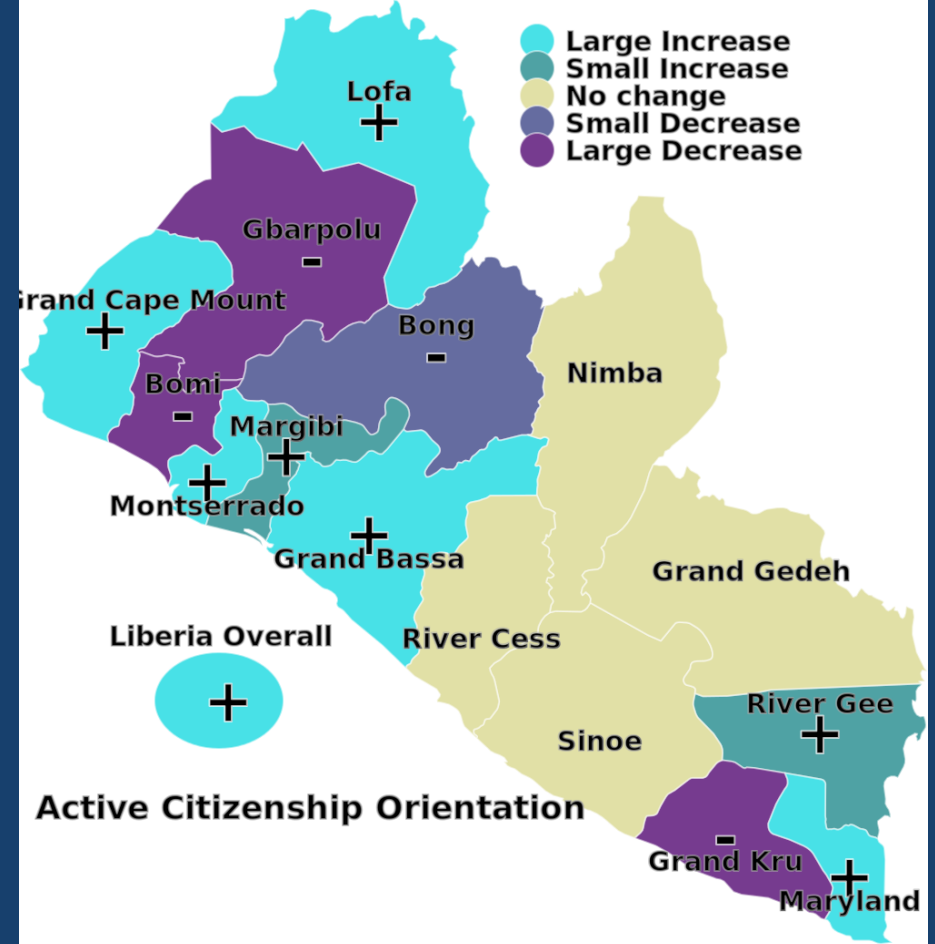 Large Increase
Small Increase
No change
Small Decrease
Large Decrease
Lofa
+
Gbarpolu
-
Grand Cape Mount
+
Bong
-
Nimba
Bomi
-
Margibi
+
+
Montserrado
+
Grand Bassa
Grand Gedeh
Liberia Overall
+
River Cess
River Gee
+
Sinoe
Active Citizenship Orientation
-
Grand Kru
+
Maryland